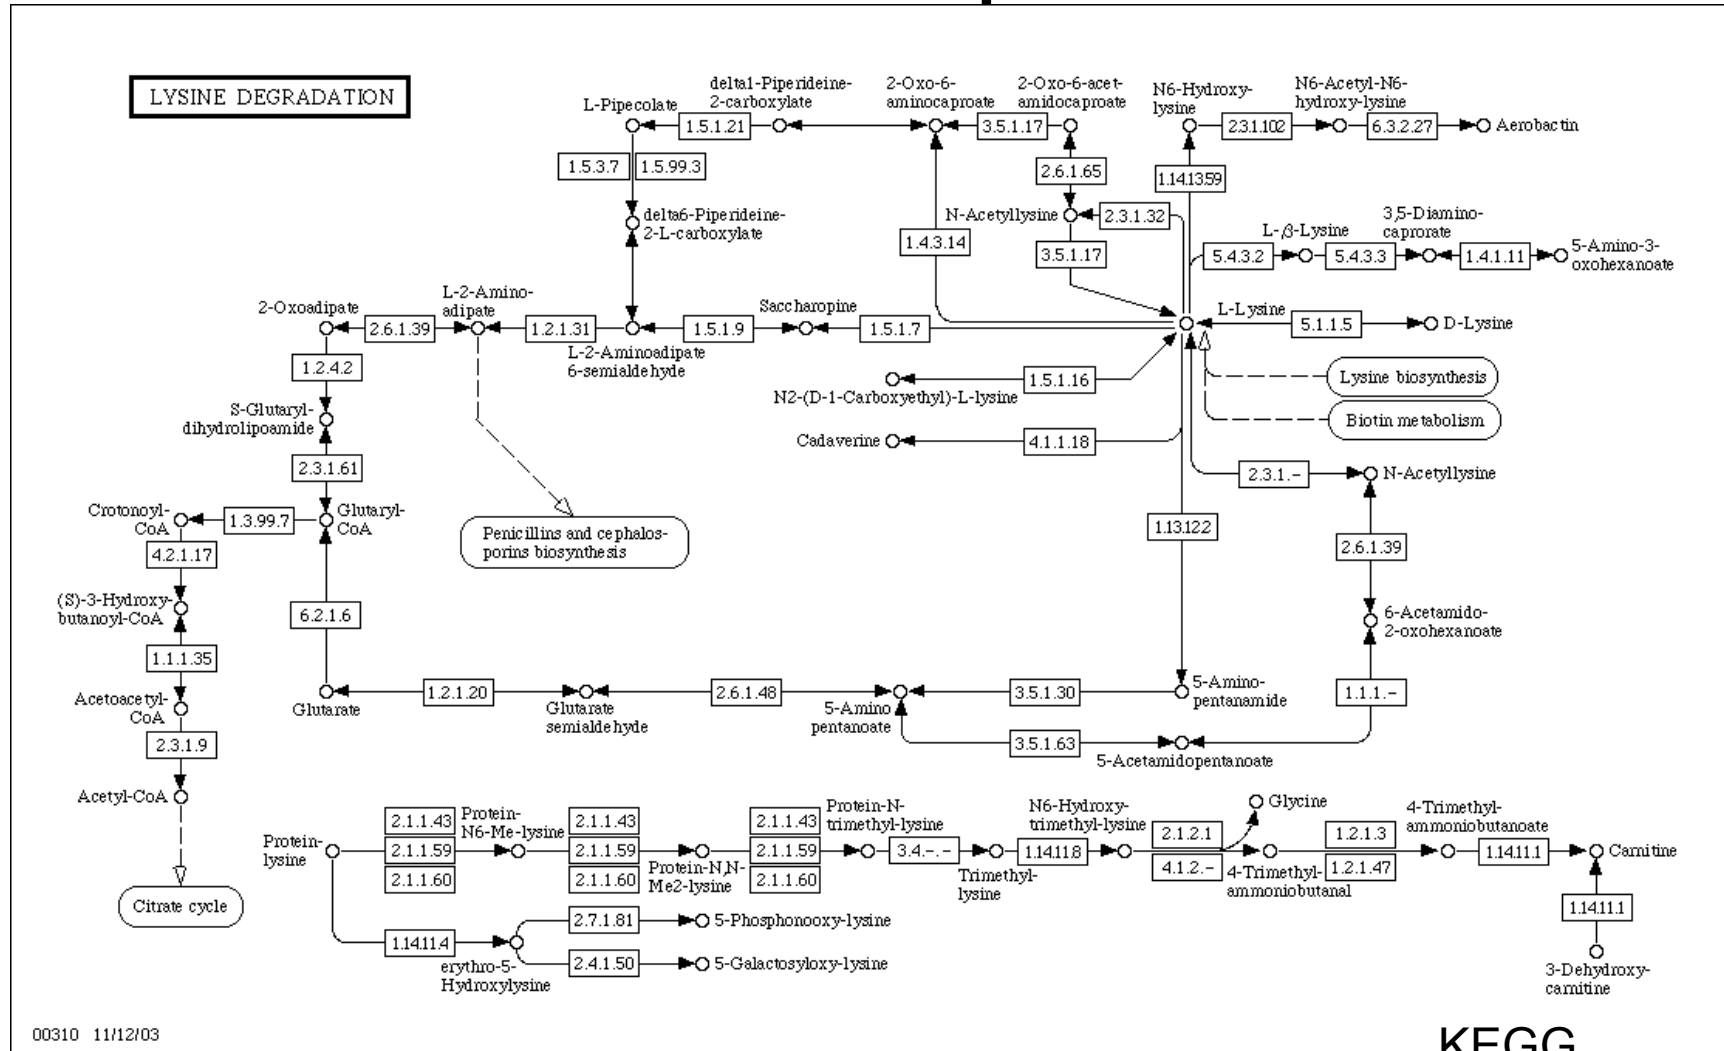 LYSINE DEGRADATION
L-Pipecolate
delta1-Piperideine-
2-carboxylate
2-Oxo-6-
aminocaproate
2-Oxo-6-acet-
amidocaproate
N6-Hydroxy-
lysine
N6-Acetyl-N6-
hydroxy-lysine
1.5.1.21
3.5.1.17
2.3.1.102
6.3.2.27
Aerobactin
1.5.3.7
1.5.99.3
2.6.1.65
1.14.13.59
delta6-Piperideine-
2-L-carboxylate
N-Acetyllysine
2.3.1.32
1.4.3.14
3.5.1.17
L-β-Lysine
3,5-Diamino-
caprorate
5.4.3.2
5.4.3.3
1.4.1.11
5-Amino-3-
oxohexanoate
2-Oxoadipate
L-2-Amino-
adipate
Saccharopine
L-Lysine
2.6.1.39
1.2.1.31
1.5.1.9
1.5.1.7
5.1.1.5
D-Lysine
L-2-Aminoadipate
6-semialdehyde
1.2.4.2
1.5.1.16
N2-(D-1-Carboxyethyl)-L-lysine
Lysine biosynthesis
Biotin metabolism
S-Glutaryl-
dihydrolipoamide
Cadaverine
4.1.1.18
2.3.1.61
2.3.1.-
N-Acetyllysine
Crotonoyl-
CoA
1.3.99.7
Glutaryl-
CoA
Penicillins and cephalos-
porins biosynthesis
1.13.12.2
2.6.1.39
4.2.1.17
(S)-3-Hydroxy-
butanoyl-CoA
6.2.1.6
6-Acetamido-
2-oxohexanoate
1.1.1.35
Acetoacetyl-
CoA
Glutarate
1.2.1.20
Glutarate
semialdehyde
2.6.1.48
5-Amino
pentanoate
3.5.1.30
5-Amino-
pentanamide
1.1.1.-
2.3.1.9
3.5.1.63
5-Acetamidopentanoate
Acetyl-CoA
Citrate cycle
Protein-
lysine
2.1.1.43
2.1.1.59
2.1.1.60
Protein-
N6-Me-lysine
2.1.1.43
2.1.1.59
2.1.1.60
Protein-N,N-
Me2-lysine
2.1.1.43
2.1.1.59
2.1.1.60
Protein-N-
trimethyl-lysine
3.4.-.-
Trimethyl-
lysine
1.14.11.8
N6-Hydroxy-
trimethyl-lysine
2.1.2.1
4.1.2.-
Glycine
4-Trimethyl-
ammoniobutanal
1.2.1.3
1.2.1.47
4-Trimethyl-
ammoniobutanoate
1.14.11.1
Carnitine
1.14.11.1
3-Dehydroxy-
carnitine
1.14.11.4
erythro-5-
Hydroxylysine
2.7.1.81
5-Phosphonooxy-lysine
2.4.1.50
5-Galactosyloxy-lysine
00310 11/12/03
KEGG